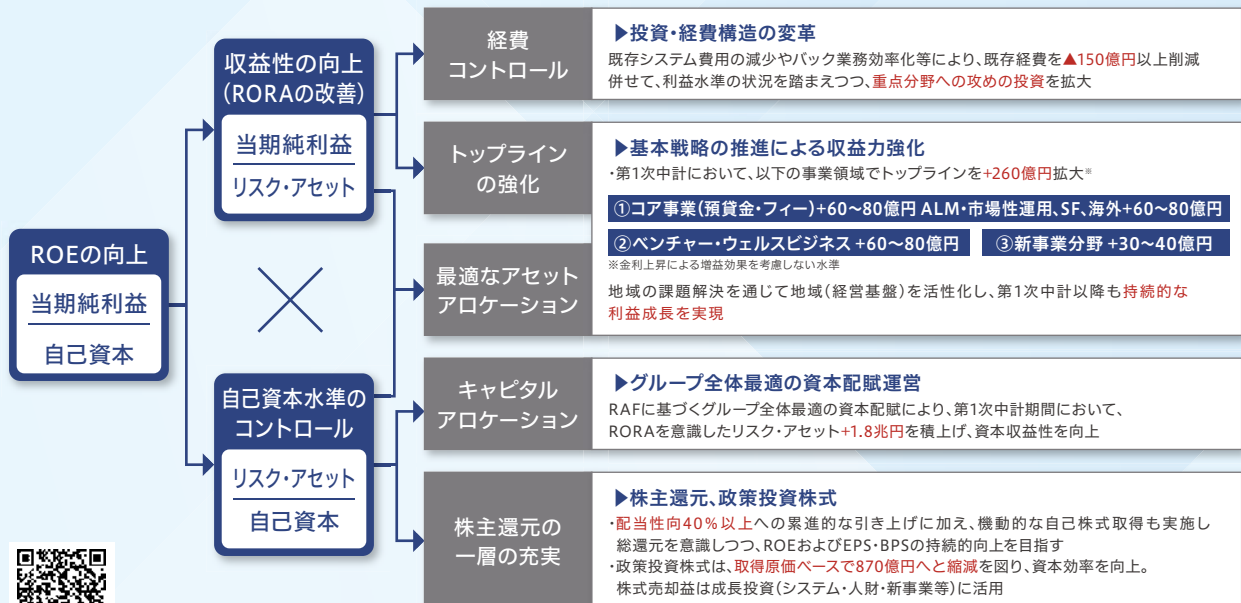 ROEの向上
当期純利益
自己資本
収益性の向上
(RORAの改善)
当期純利益
リスク・アセット
自己資本水準の
コントロール
リスク・アセット
自己資本
経費
コントロール
▶投資・経費構造の変革
既存システム費用の減少やバック業務効率化等により、既存経費を▲150億円以上削減
併せて、利益水準の状況を踏まえつつ、重点分野への攻めの投資を拡大
トップライン
の強化
最適なアセット
アロケーション
▶基本戦略の推進による収益力強化
・第1次中計において、以下の事業領域でトップラインを+260億円拡大※
①コア事業(預貸金・フィー)+60～80億円 ALM・市場性運用、SF、海外+60～80億円
②ベンチャー・ウェルスビジネス +60～80億円 ③新事業分野 +30～40億円
※金利上昇による増益効果を考慮しない水準
地域の課題解決を通じて地域(経営基盤)を活性化し、第1次中計以降も持続的な
利益成長を実現
キャピタル
アロケーション
▶グループ全体最適の資本配賦運営
RAFに基づくグループ全体最適の資本配賦により、第1次中計期間において、
RORAを意識したリスク・アセット+1.8兆円を積上げ、資本収益性を向上
株主還元の
一層の充実
▶株主還元、政策投資株式
・配当性向40%以上への累進的な引き上げに加え、機動的な自己株式取得も実施し
総還元を意識しつつ、ROEおよびEPS・BPSの持続的向上を目指す
・政策投資株式は、取得原価ベースで870億円へと縮減を図り、資本効率を向上。
株式売却益は成長投資(システム・人財・新事業等)に活用